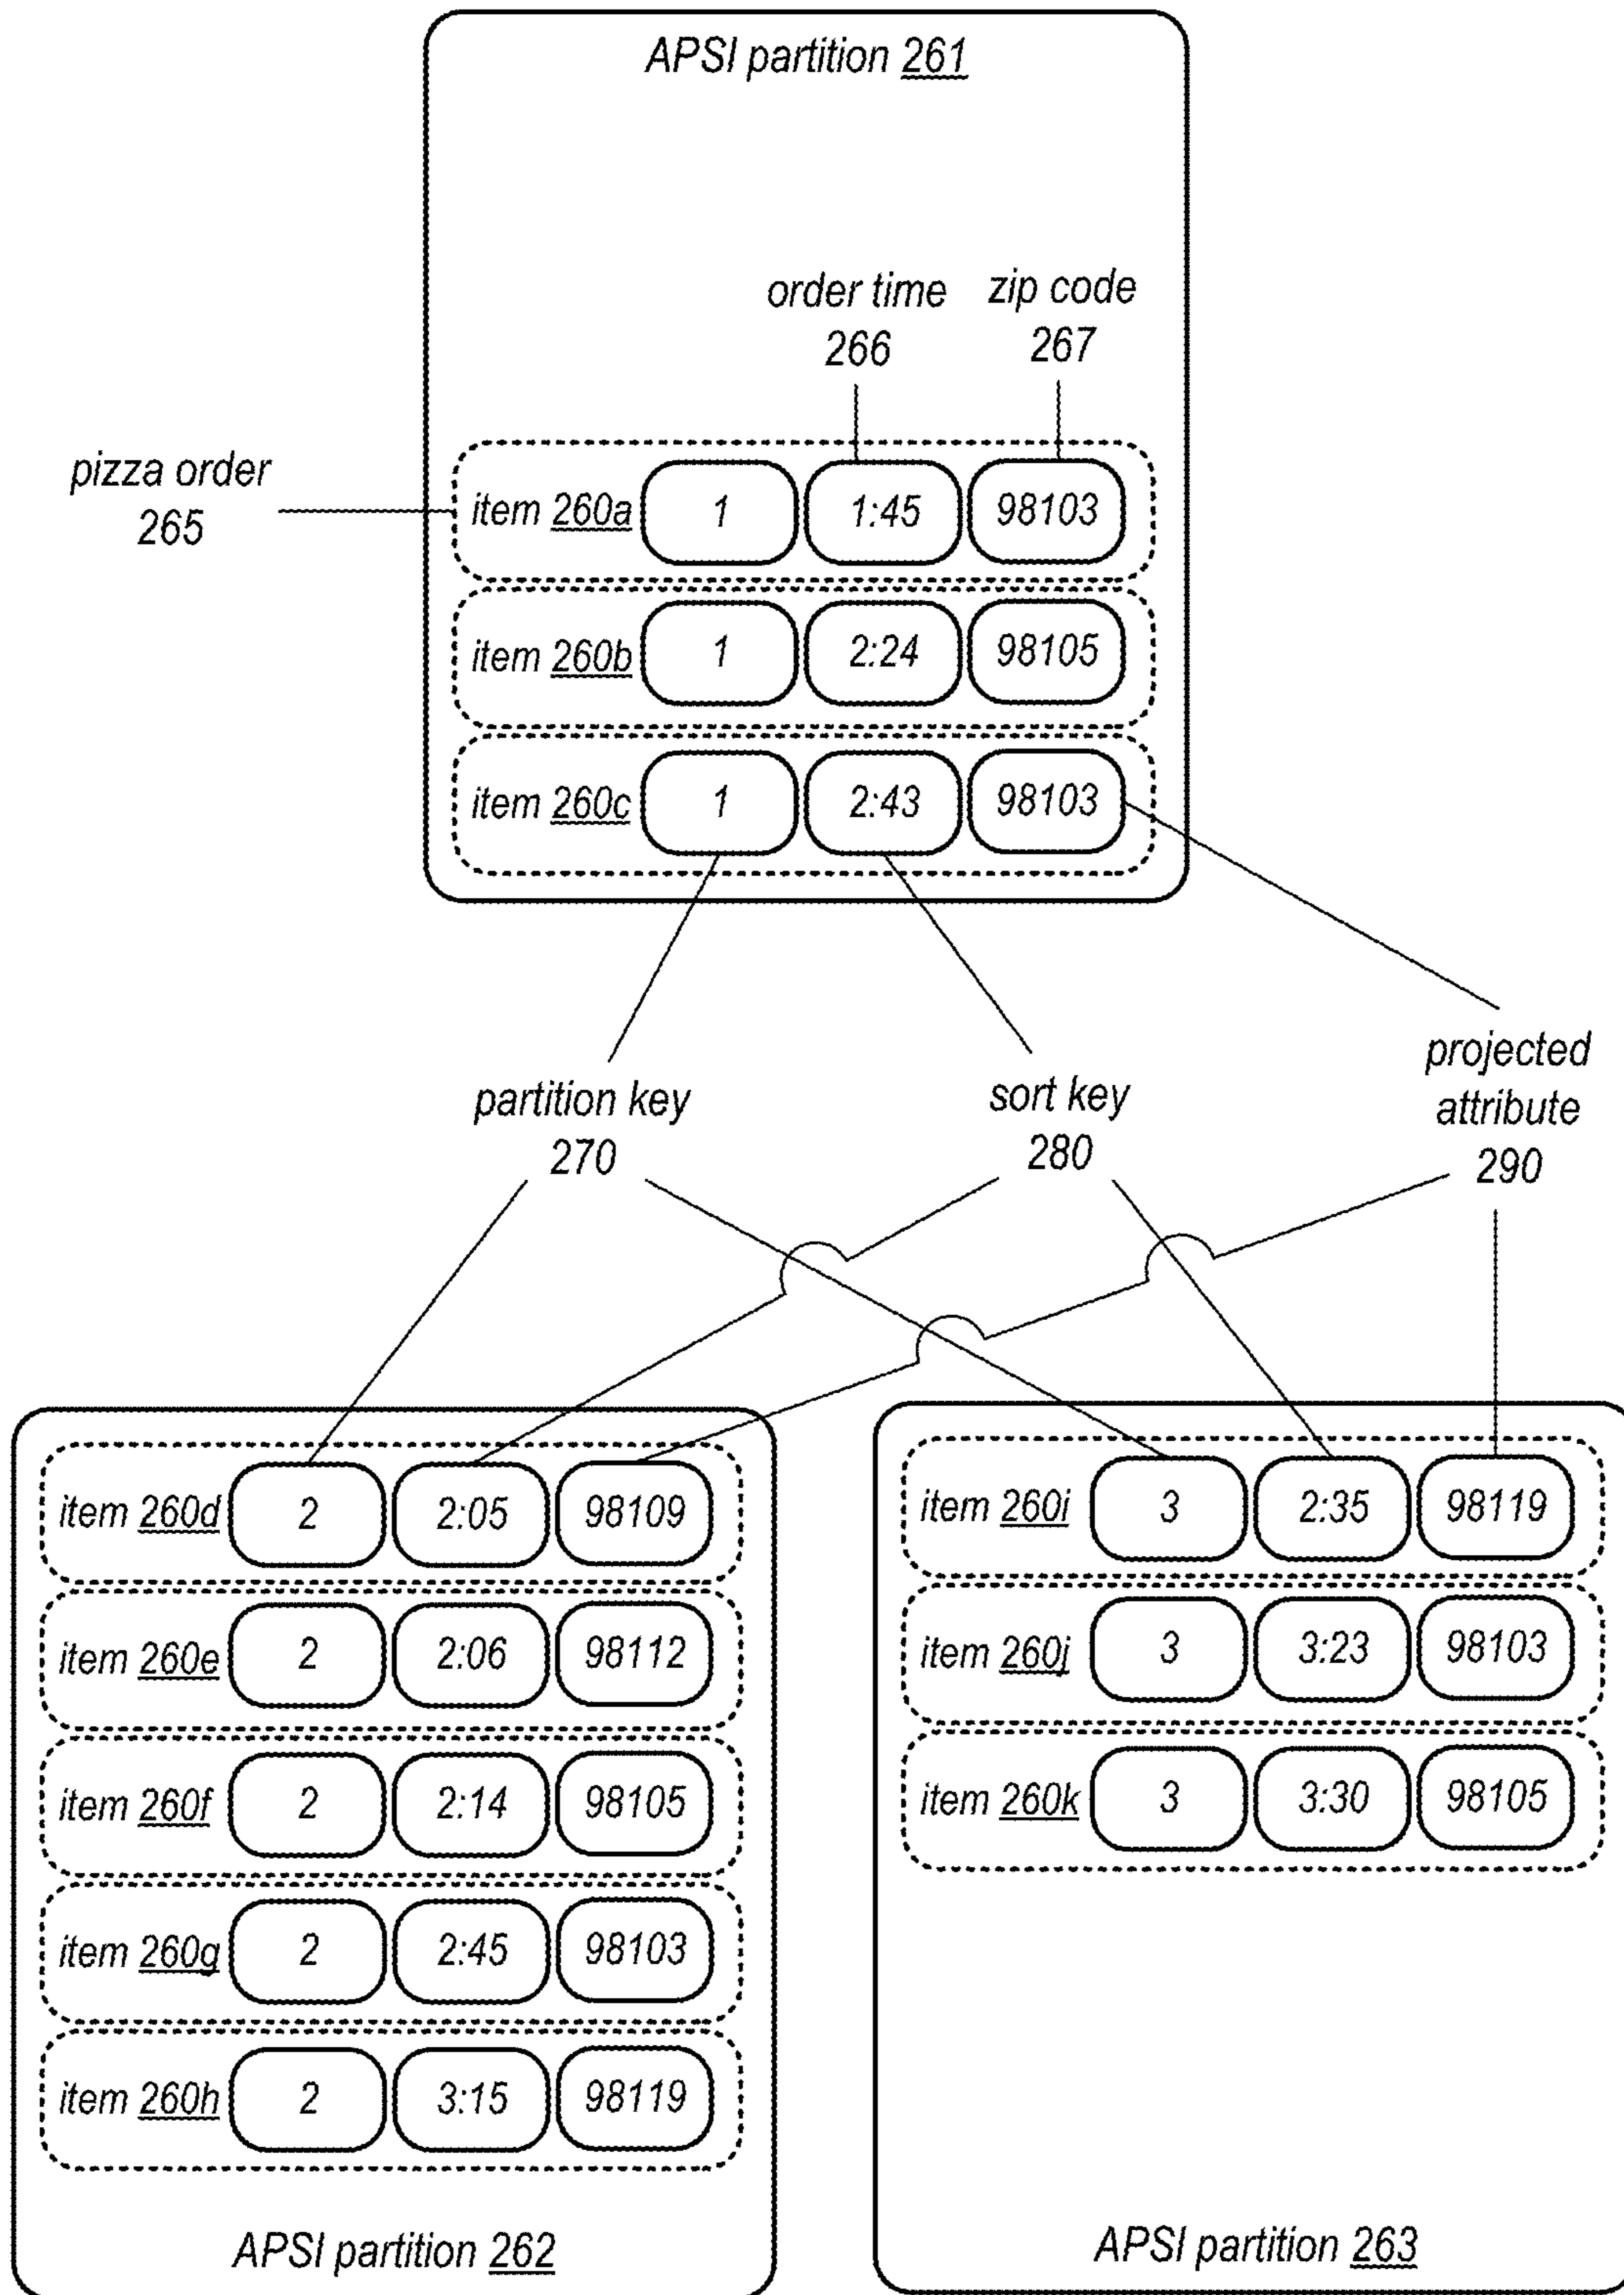 APSI partition 261
order time
266
zip code
267
pizza order
265
item 260a 1 1:45 98103
item 260b 1 2:24 98105
item 260c 1 2:43 98103
partition key
270
sort key
280
projected
attribute
290
item 260d 2 2:05 98109
item 260e 2 2:06 98112
item 260f 2 2:14 98105
item 260g 2 2:45 98103
item 260h 2 3:15 98119
APSI partition 262
item 260i 3 2:35 98119
item 260j 3 3:23 98103
item 260k 3 3:30 98105
APSI partition 263